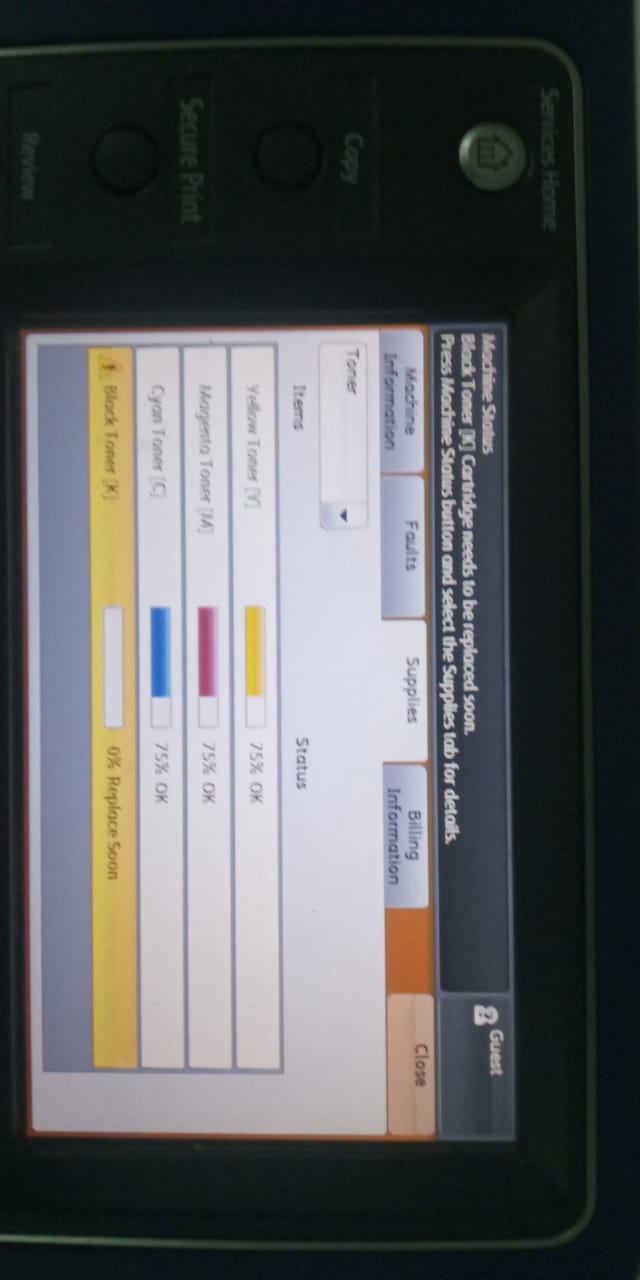 Services Home
Copy
Secure Print
Review
Machine Status
Black Toner [K] Cartridge needs to be replaced soon.
Press Machine Status button and select the Supplies tab for details.
Guest
Machine
Information
Faults
Supplies
Billing
Information
Close
Toner
Items
Status
Yellow Toner [Y]
75% OK
Magenta Toner [M]
75% OK
Cyan Toner [C]
75% OK
Black Toner [K]
0% Replace Soon